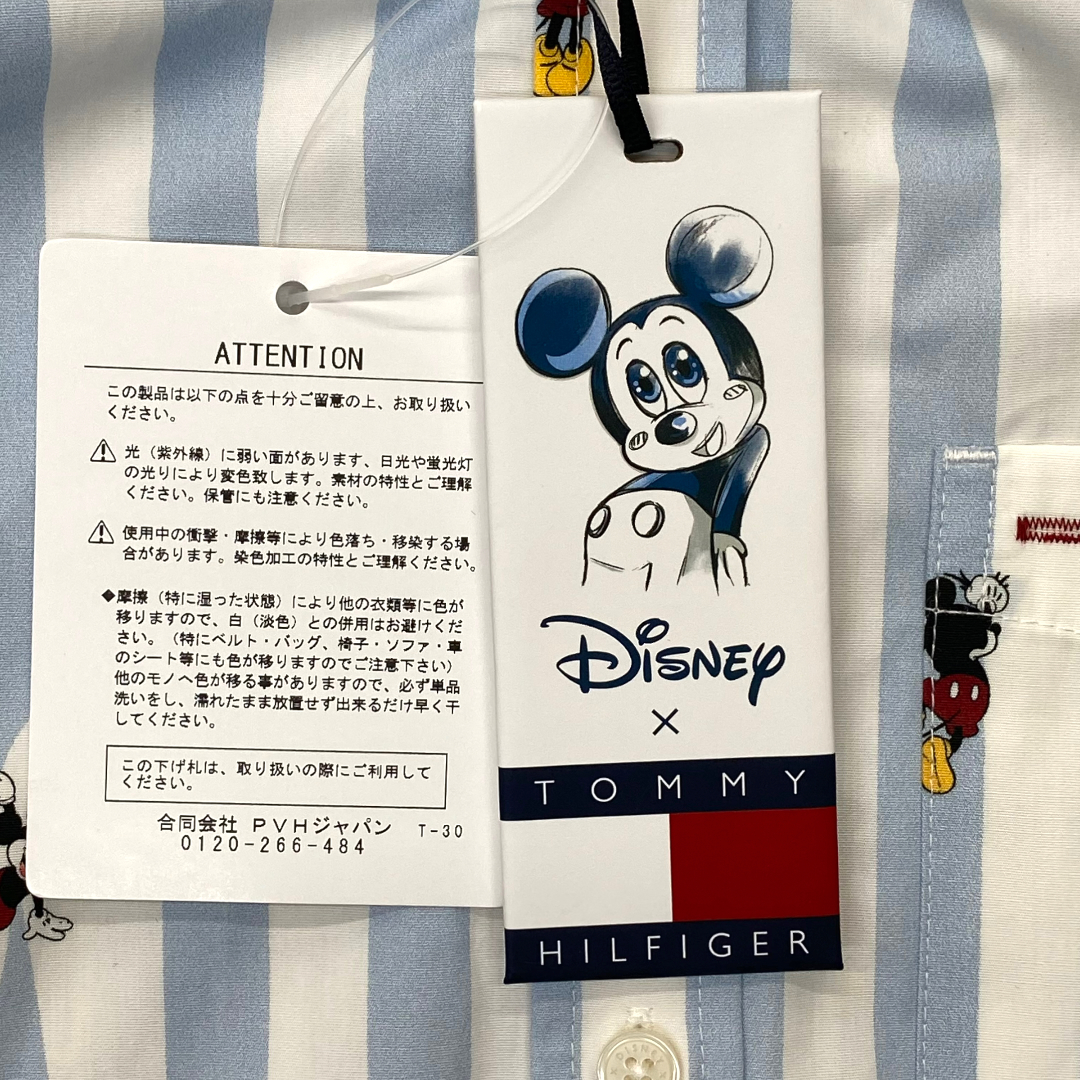 ATTENTION
この製品は以下の点を十分ご留意の上、お取り扱い
ください。
光（紫外線）に弱い面があります、日光や蛍光灯
の光りにより変色致します。素材の特性とご理解
ください。保管にも注意ください。
使用中の衝撃・摩擦等により色落ち・移染する場
合があります。染色加工の特性とご理解ください。
◆摩擦（特に湿った状態）により他の衣類等に色が
移りますので、白（淡色）との併用はお避けくだ
さい。（特にベルト・バッグ、椅子・ソファ・車
のシート等にも色が移りますのでご注意下さい）
他のモノへ色が移る事がありますので、必ず単品
洗いをし、濡れたまま放置せず出来るだけ早く干
してください。
この下げ札は、取り扱いの際にご利用して
ください。
合同会社 PVHジャパン T-30
0120-266-484
Disney
×
TOMMY
HILFIGER
DISNEY